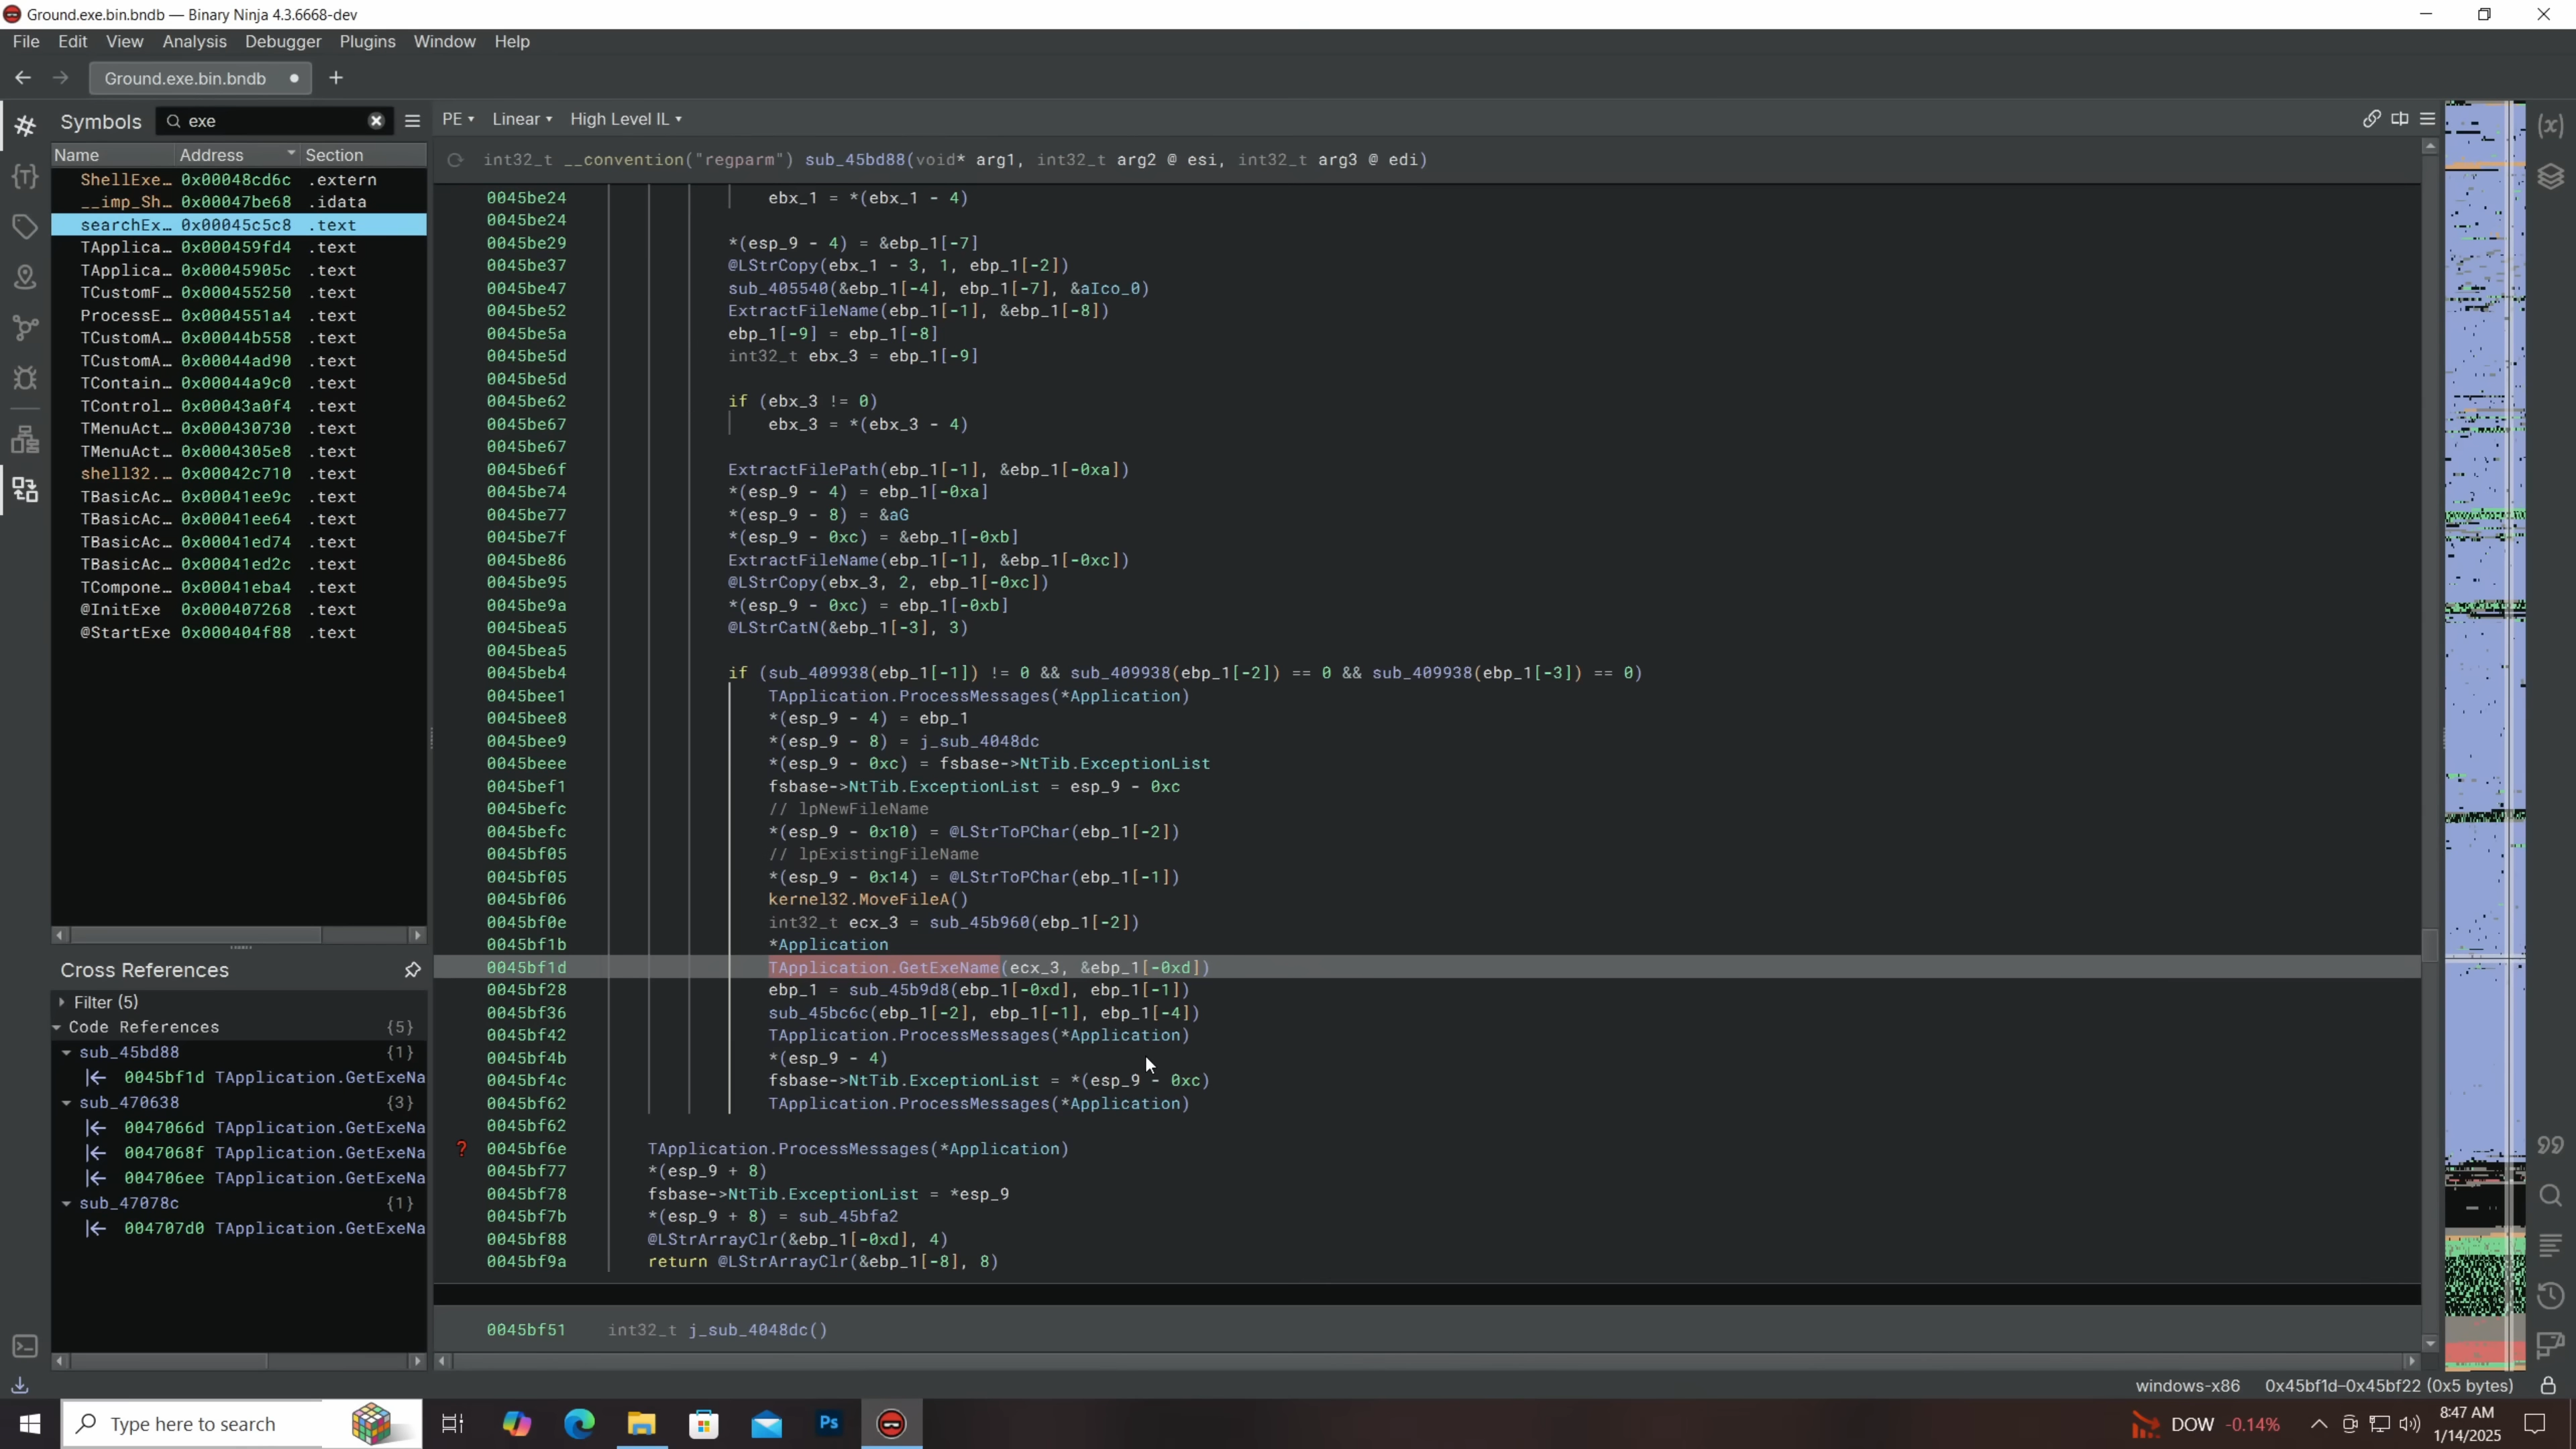 Ground.exe.bin.bndb — Binary Ninja 4.3.6668-dev
File Edit View Analysis Debugger Plugins Window Help
Ground.exe.bin.bndb
Symbols exe
PE Linear High Level IL
Name Address Section
int32_t __convention("regparm") sub_45bd88(void* arg1, int32_t arg2 @ esi, int32_t arg3 @ edi)
ShellExe… 0x00048cd6c .extern
__imp_Sh… 0x00047be68 .idata
searchEx… 0x00045c5c8 .text
TApplica… 0x000459fd4 .text
TApplica… 0x00045905c .text
TCustomF… 0x000455250 .text
ProcessE… 0x0004551a4 .text
TCustomA… 0x00044b558 .text
TCustomA… 0x00044ad90 .text
TContain… 0x00044a9c0 .text
TControl… 0x00043a0f4 .text
TMenuAct… 0x000430730 .text
TMenuAct… 0x0004305e8 .text
shell32.… 0x00042c710 .text
TBasicAc… 0x00041ee9c .text
TBasicAc… 0x00041ee64 .text
TBasicAc… 0x00041ed74 .text
TBasicAc… 0x00041ed2c .text
TCompone… 0x00041eba4 .text
@InitExe 0x000407268 .text
@StartExe 0x000404f88 .text
0045be24 ebx_1 = *(ebx_1 - 4)
0045be24
0045be29 *(esp_9 - 4) = &ebp_1[-7]
0045be37 @LStrCopy(ebx_1 - 3, 1, ebp_1[-2])
0045be47 sub_405540(&ebp_1[-4], ebp_1[-7], &aIco_0)
0045be52 ExtractFileName(ebp_1[-1], &ebp_1[-8])
0045be5a ebp_1[-9] = ebp_1[-8]
0045be5d int32_t ebx_3 = ebp_1[-9]
0045be5d
0045be62 if (ebx_3 != 0)
0045be67 ebx_3 = *(ebx_3 - 4)
0045be67
0045be6f ExtractFilePath(ebp_1[-1], &ebp_1[-0xa])
0045be74 *(esp_9 - 4) = ebp_1[-0xa]
0045be77 *(esp_9 - 8) = &aG
0045be7f *(esp_9 - 0xc) = &ebp_1[-0xb]
0045be86 ExtractFileName(ebp_1[-1], &ebp_1[-0xc])
0045be95 @LStrCopy(ebx_3, 2, ebp_1[-0xc])
0045be9a *(esp_9 - 0xc) = ebp_1[-0xb]
0045bea5 @LStrCatN(&ebp_1[-3], 3)
0045bea5
0045beb4 if (sub_409938(ebp_1[-1]) != 0 && sub_409938(ebp_1[-2]) == 0 && sub_409938(ebp_1[-3]) == 0)
0045bee1 TApplication.ProcessMessages(*Application)
0045bee8 *(esp_9 - 4) = ebp_1
0045bee9 *(esp_9 - 8) = j_sub_4048dc
0045beee *(esp_9 - 0xc) = fsbase->NtTib.ExceptionList
0045bef1 fsbase->NtTib.ExceptionList = esp_9 - 0xc
0045befc // lpNewFileName
0045befc *(esp_9 - 0x10) = @LStrToPChar(ebp_1[-2])
0045bf05 // lpExistingFileName
0045bf05 *(esp_9 - 0x14) = @LStrToPChar(ebp_1[-1])
0045bf06 kernel32.MoveFileA()
0045bf0e int32_t ecx_3 = sub_45b960(ebp_1[-2])
0045bf1b *Application
0045bf1d TApplication.GetExeName(ecx_3, &ebp_1[-0xd])
0045bf28 ebp_1 = sub_45b9d8(ebp_1[-0xd], ebp_1[-1])
0045bf36 sub_45bc6c(ebp_1[-2], ebp_1[-1], ebp_1[-4])
0045bf42 TApplication.ProcessMessages(*Application)
0045bf4b *(esp_9 - 4)
0045bf4c fsbase->NtTib.ExceptionList = *(esp_9 - 0xc)
0045bf62 TApplication.ProcessMessages(*Application)
0045bf62
? 0045bf6e TApplication.ProcessMessages(*Application)
0045bf77 *(esp_9 + 8)
0045bf78 fsbase->NtTib.ExceptionList = *esp_9
0045bf7b *(esp_9 + 8) = sub_45bfa2
0045bf88 @LStrArrayClr(&ebp_1[-0xd], 4)
0045bf9a return @LStrArrayClr(&ebp_1[-8], 8)
0045bf51 int32_t j_sub_4048dc()
Cross References
Filter (5)
Code References {5}
sub_45bd88 {1}
0045bf1d TApplication.GetExeNa
sub_470638 {3}
0047066d TApplication.GetExeNa
0047068f TApplication.GetExeNa
004706ee TApplication.GetExeNa
sub_47078c {1}
004707d0 TApplication.GetExeNa
windows-x86 0x45bf1d-0x45bf22 (0x5 bytes)
Type here to search
Ps
DOW -0.14%
8:47 AM
1/14/2025